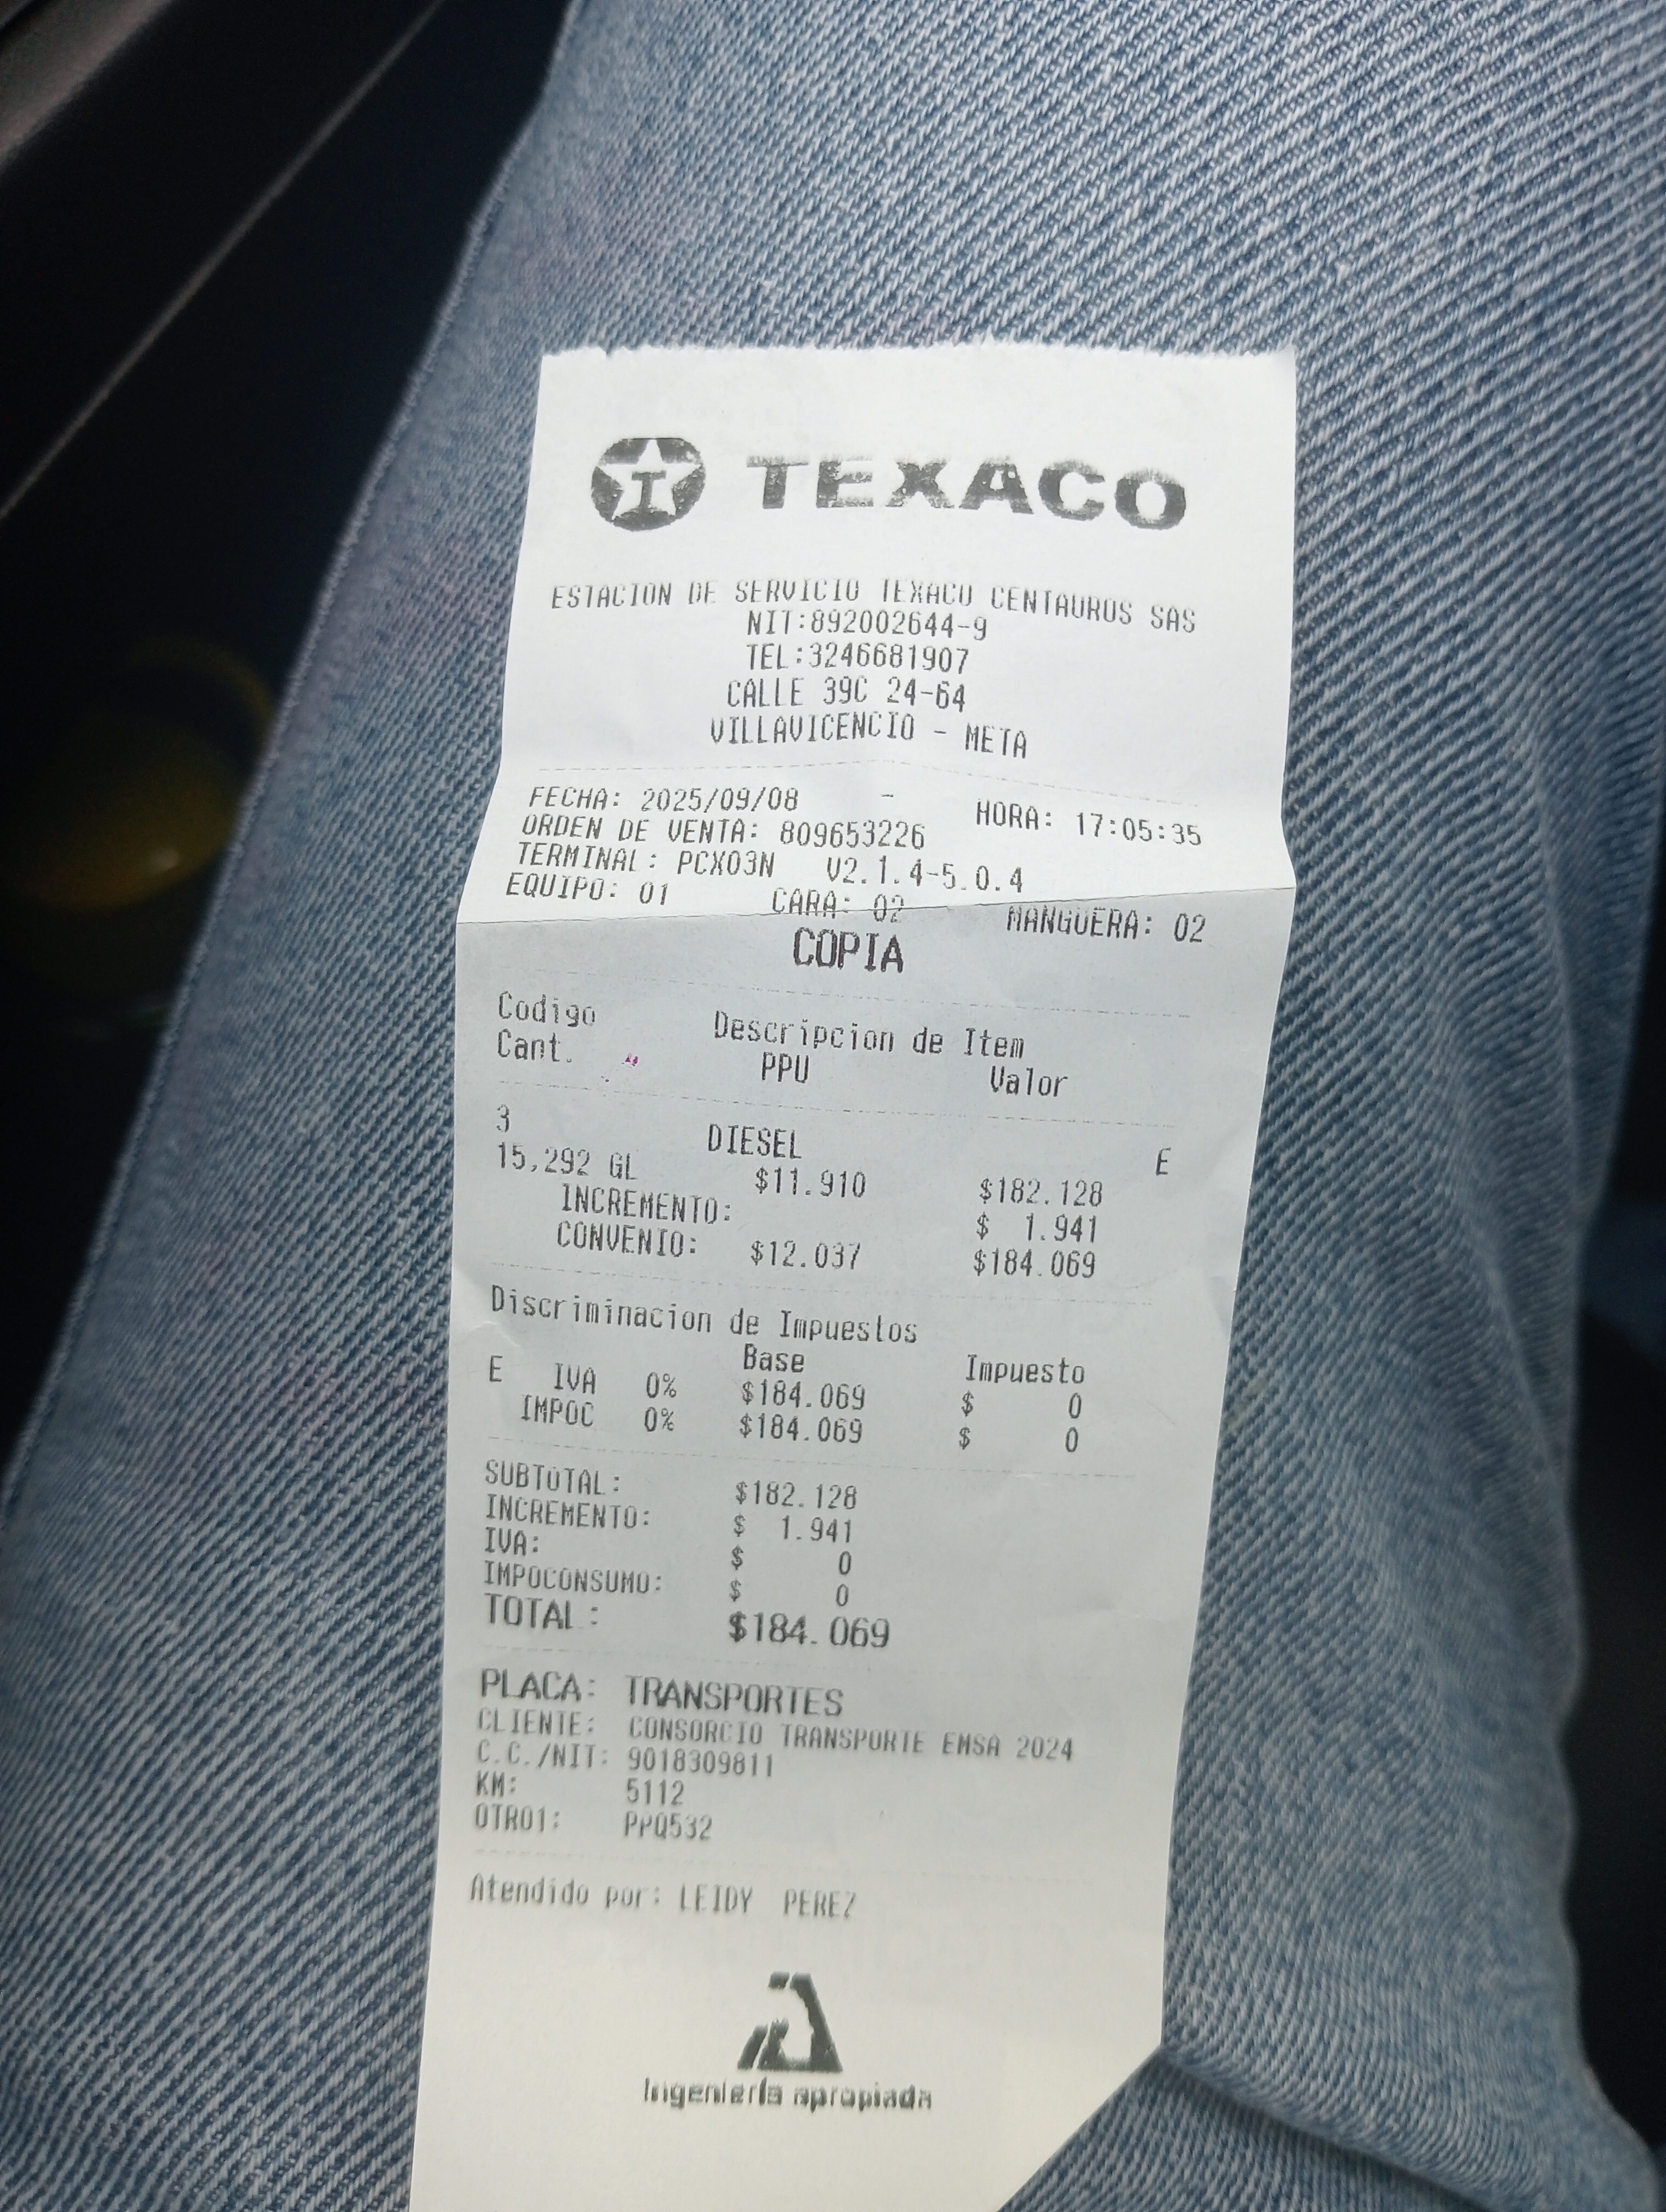 TEXACO
ESTACION DE SERVICIO TEXACO CENTAUROS SAS
NIT:892002644-9
TEL:3246681907
CALLE 39C 24-64
VILLAVICENCIO - META
FECHA: 2025/09/08 - HORA: 17:05:35
ORDEN DE VENTA: 809653226
TERMINAL: PCX03N V2.1.4-5.0.4
EQUIPO: 01 CARA: 02 MANGUERA: 02
COPIA
Codigo Descripcion de Item
Cant. PPU Valor
3 DIESEL E
15,292 GL $11.910 $182.128
INCREMENTO: $ 1.941
CONVENIO: $12.037 $184.069
Discriminacion de Impuestos
Base Impuesto
E IVA 0% $184.069 $ 0
IMPOC 0% $184.069 $ 0
SUBTOTAL: $182.128
INCREMENTO: $ 1.941
IVA: $ 0
IMPOCONSUMO: $ 0
TOTAL: $184.069
PLACA: TRANSPORTES
CLIENTE: CONSORCIO TRANSPORTE EMSA 2024
C.C./NIT: 9018309811
KM: 5112
OTRO1: PPQ532
Atendido por: LEIDY PEREZ
Ingeniería apropiada